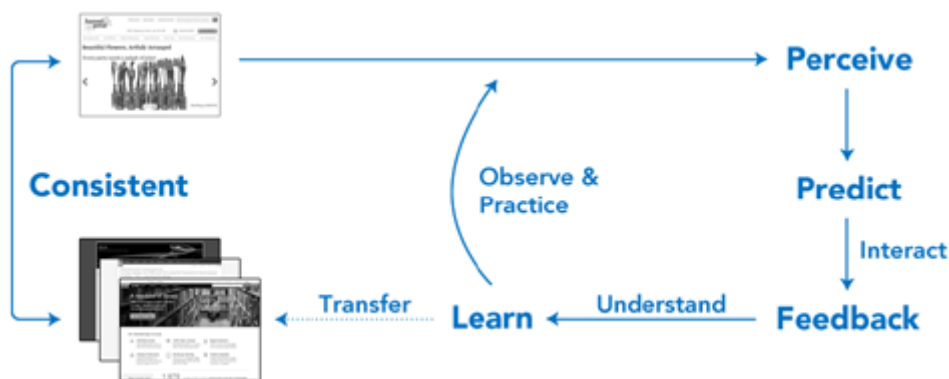 Beautiful Flowers, Artfully Arranged
Perceive
Observe &
Practice
Consistent
Predict
Interact
Transfer
Learn
Understand
Feedback